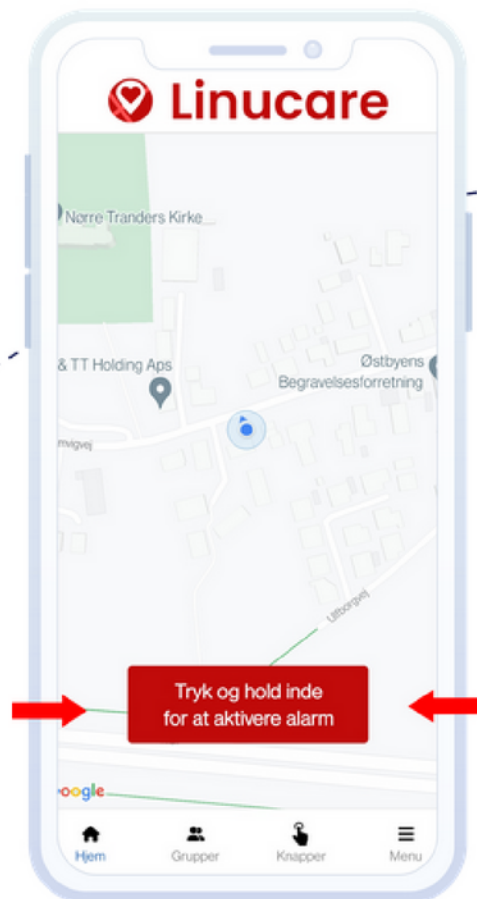 Linucare
Nørre Tranders Kirke
& TT Holding Aps
Østbyens
Begravelsesforretning
mvigvej
Ulfborgvej
Tryk og hold inde
for at aktivere alarm
oogle
Hjem
Grupper
Knapper
Menu